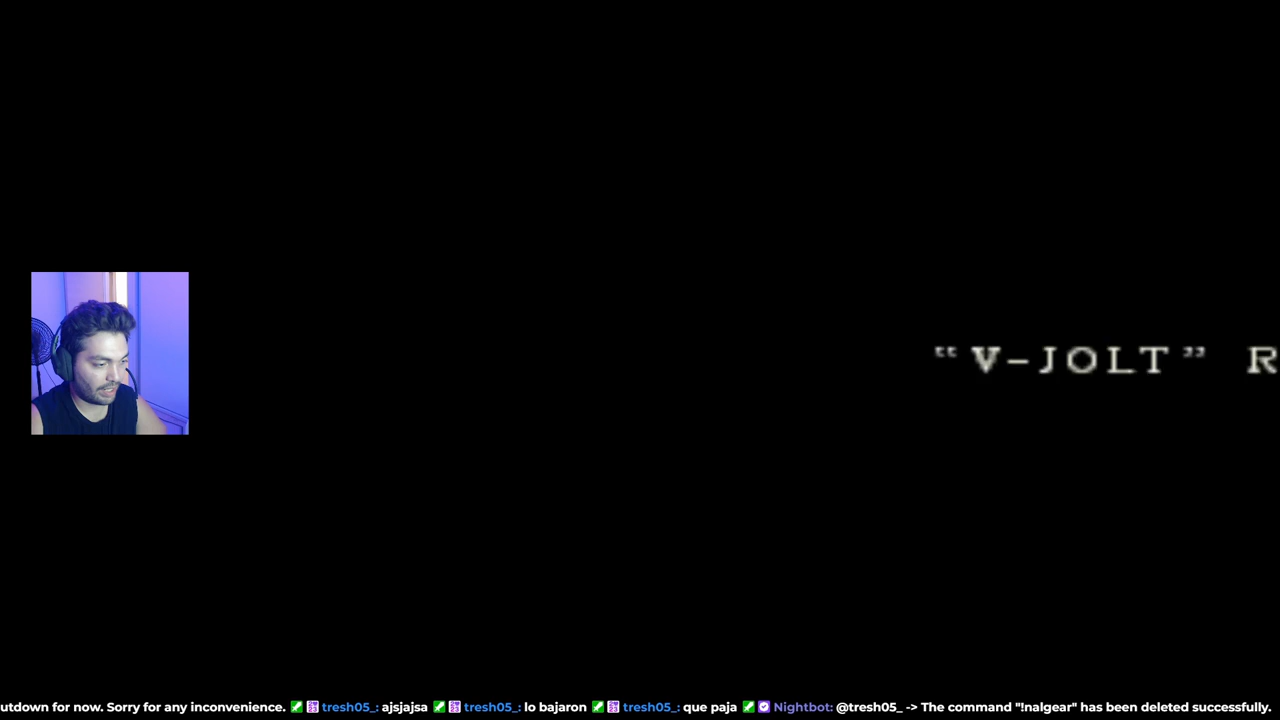 “V-JOLT” R
utdown for now. Sorry for any inconvenience. tresh05_: ajsjajsa tresh05_: lo bajaron tresh05_: que paja Nightbot: @tresh05_ -> The command "!nalgear" has been deleted successfully.